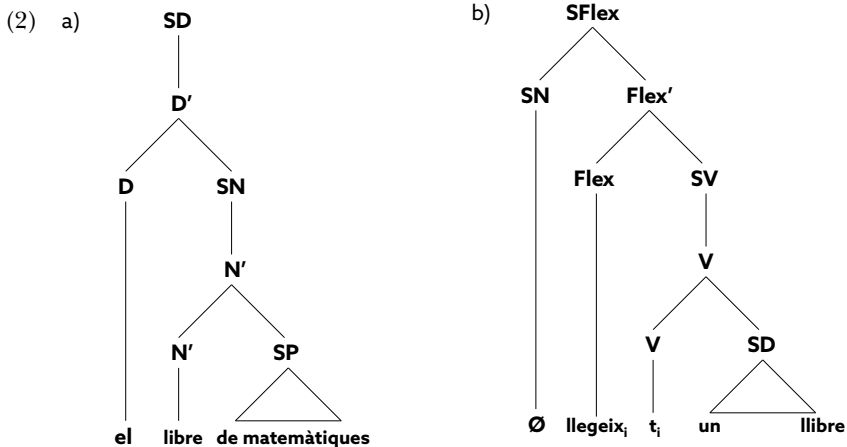 (2) a)
SD
D'
D SN
N'
N' SP
el libre de matemàtiques
b)
SFlex
SN Flex'
Flex SV
V
V SD
Ø llegeixᵢ tᵢ un llibre